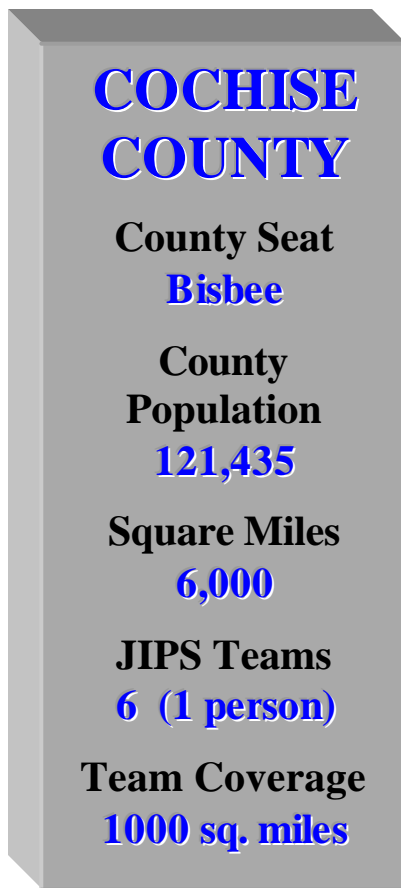 COCHISE
COUNTY
County Seat
Bisbee
County
Population
121,435
Square Miles
6,000
JIPS Teams
6 (1 person)
Team Coverage
1000 sq. miles